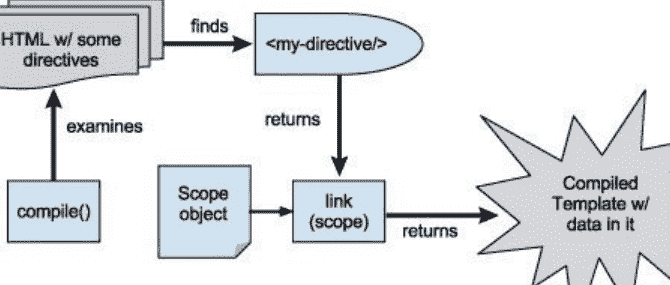 HTML w/ some
directives
finds
<my-directive/>
examines
returns
compile()
Scope
object
link
(scope)
returns
Compiled
Template w/
data in it